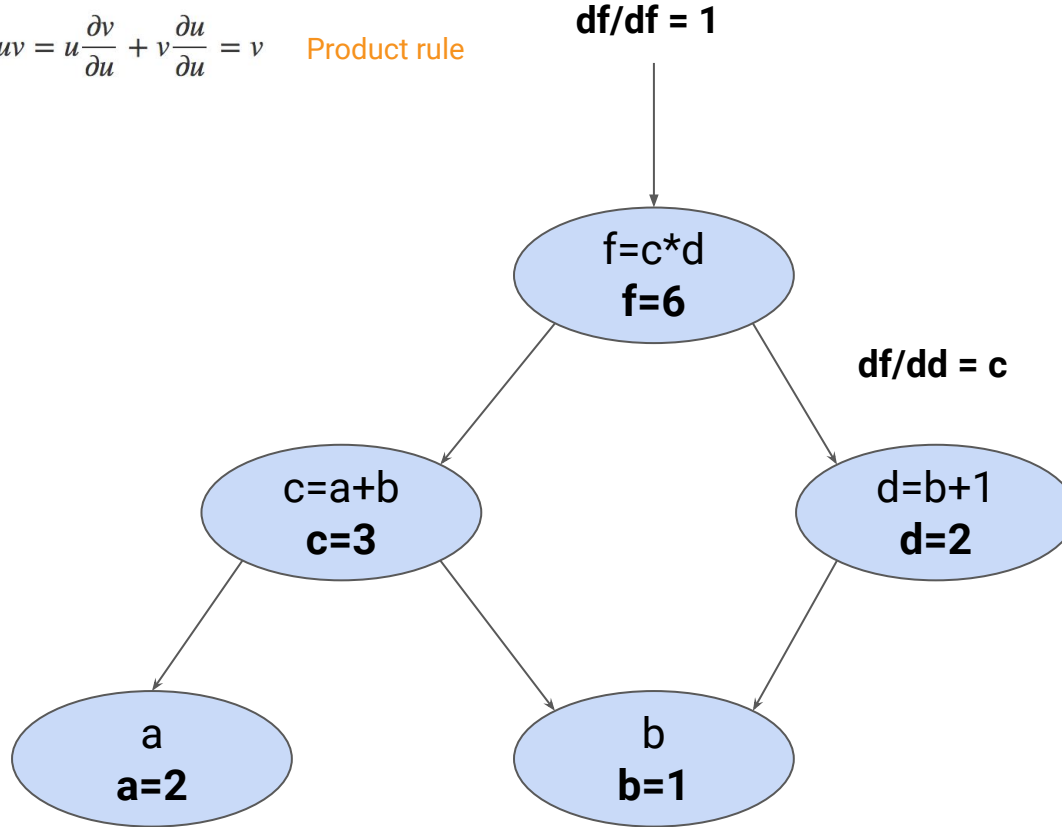 uv = u ∂v/∂u + v ∂u/∂u = v
Product rule
df/df = 1
f=c*d
f=6
df/dd = c
c=a+b
c=3
d=b+1
d=2
a
a=2
b
b=1